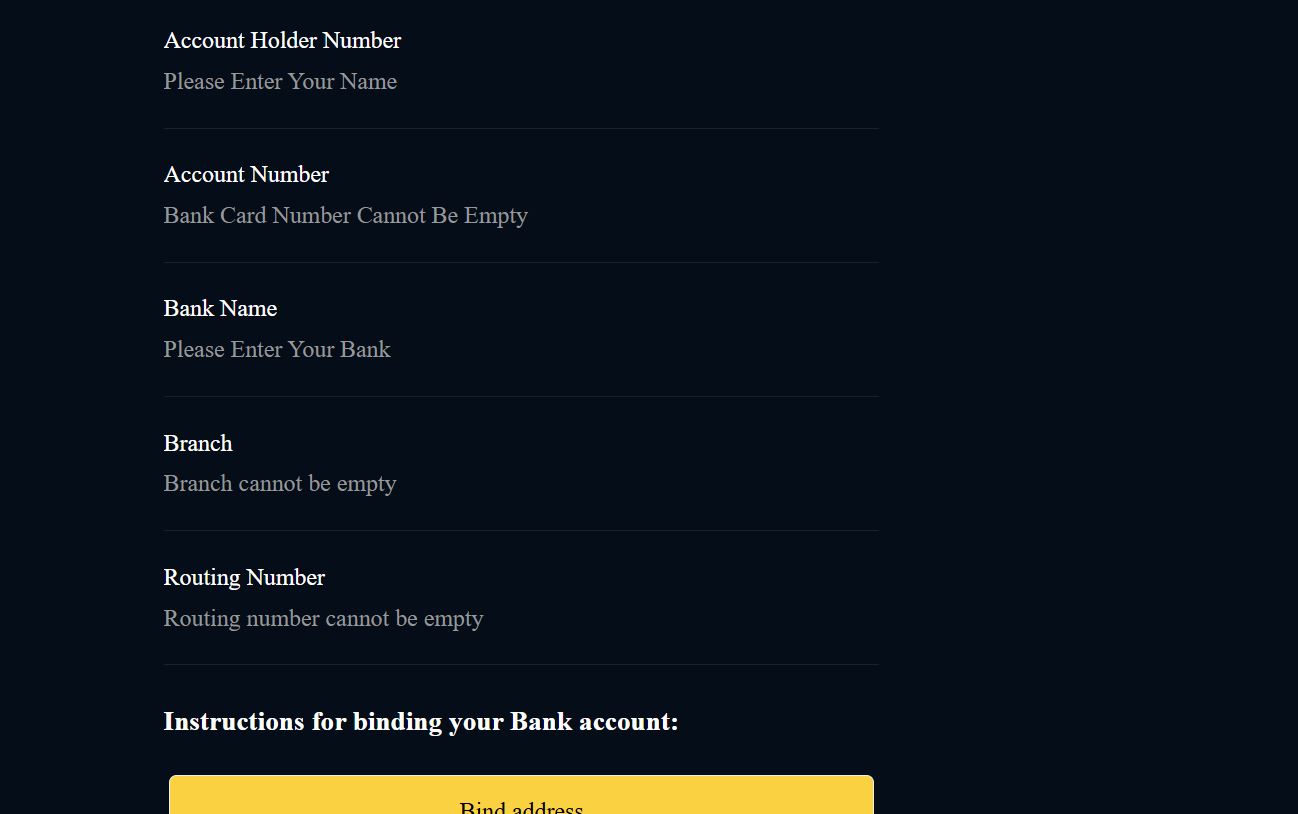 Account Holder Number
Please Enter Your Name
Account Number
Bank Card Number Cannot Be Empty
Bank Name
Please Enter Your Bank
Branch
Branch cannot be empty
Routing Number
Routing number cannot be empty
Instructions for binding your Bank account:
Bind address